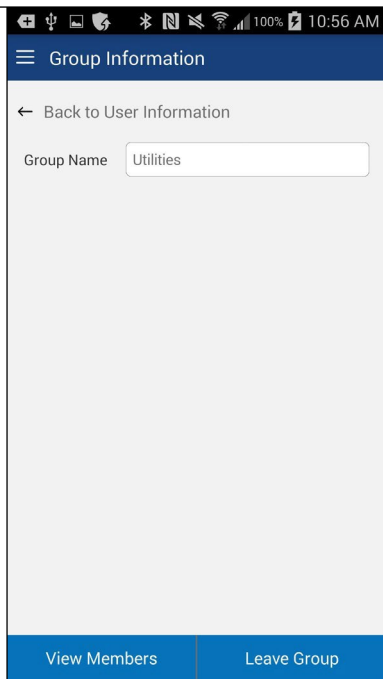 100% 10:56 AM
Group Information
Back to User Information
Group Name Utilities
View Members Leave Group